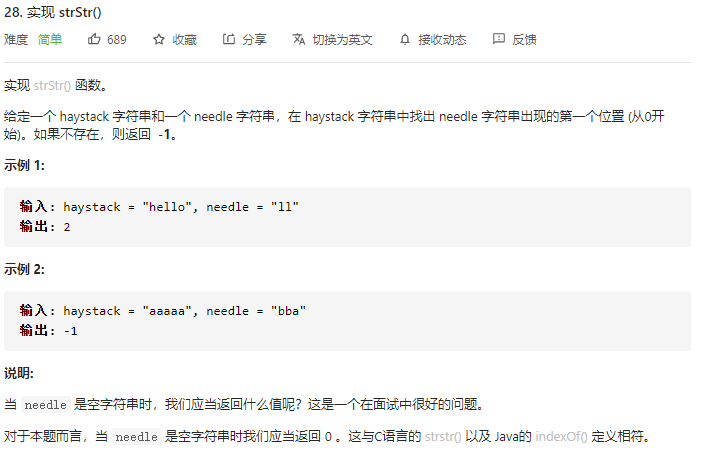 28. 实现 strStr()
难度 简单 689 收藏 分享 切换为英文 接收动态 反馈
实现 strStr() 函数。
给定一个 haystack 字符串和一个 needle 字符串，在 haystack 字符串中找出 needle 字符串出现的第一个位置 (从0开
始)。如果不存在，则返回 -1。
示例 1:
输入: haystack = "hello", needle = "ll"
输出: 2
示例 2:
输入: haystack = "aaaaa", needle = "bba"
输出: -1
说明:
当 needle 是空字符串时，我们应当返回什么值呢？这是一个在面试中很好的问题。
对于本题而言，当 needle 是空字符串时我们应当返回 0 。这与C语言的 strstr() 以及 Java的 indexOf() 定义相符。